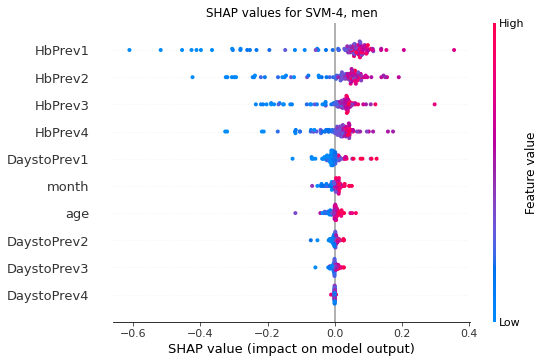 SHAP values for SVM-4, men
High
HbPrev1
HbPrev2
HbPrev3
HbPrev4
DaystoPrev1
month
age
DaystoPrev2
DaystoPrev3
DaystoPrev4
Feature value
Low
−0.6 −0.4 −0.2 0.0 0.2 0.4
SHAP value (impact on model output)